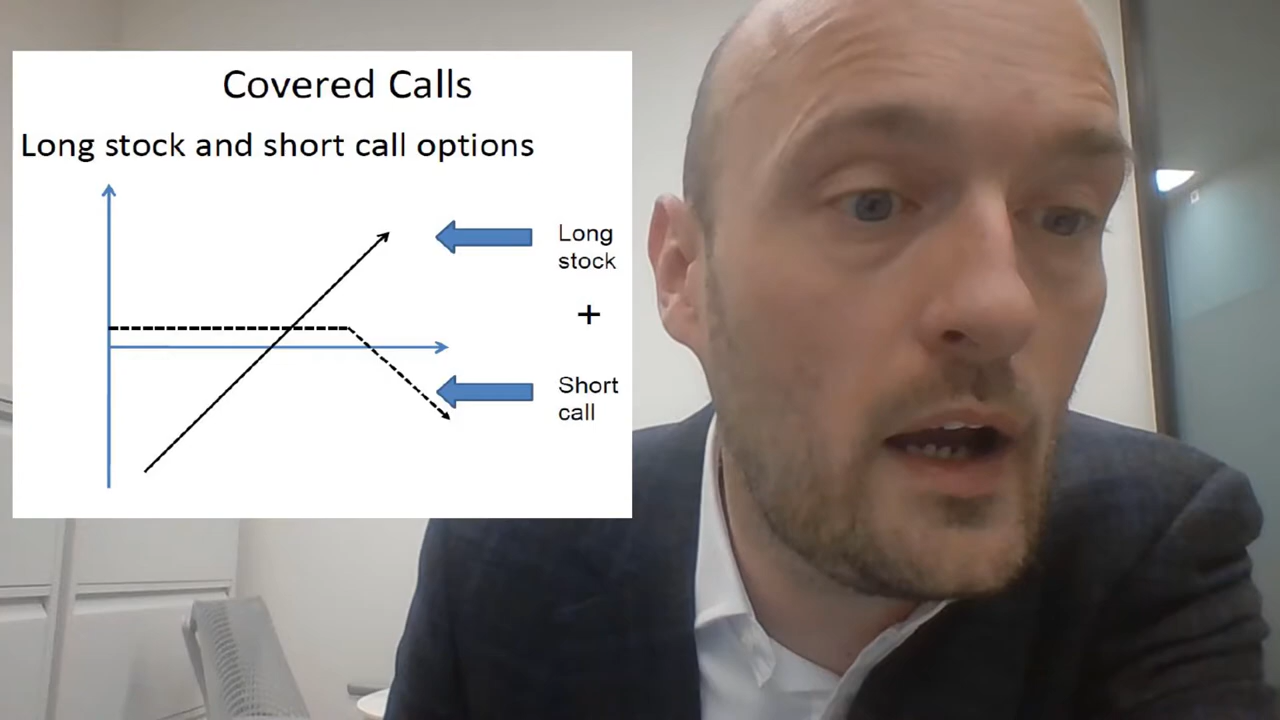 Covered Calls
Long stock and short call options
Long
stock
+
Short
call